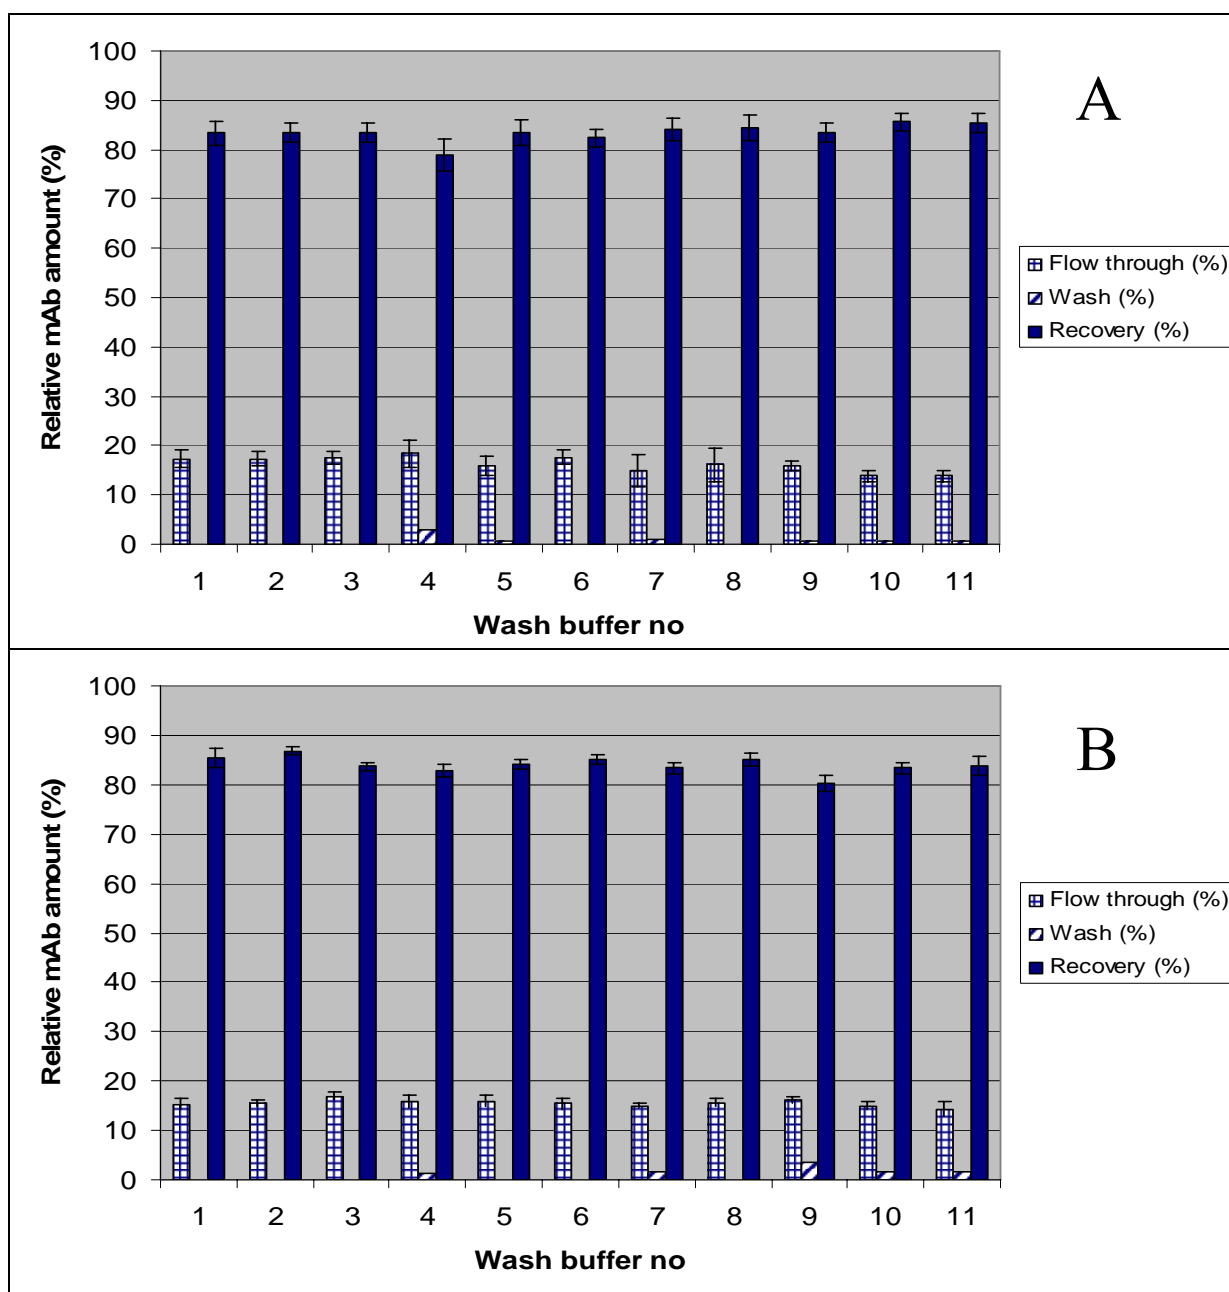 A
Relative mAb amount (%)
100
90
80
70
60
50
40
30
20
10
0
Flow through (%)
Wash (%)
Recovery (%)
1 2 3 4 5 6 7 8 9 10 11
Wash buffer no
B
Relative mAb amount (%)
100
90
80
70
60
50
40
30
20
10
0
Flow through (%)
Wash (%)
Recovery (%)
1 2 3 4 5 6 7 8 9 10 11
Wash buffer no